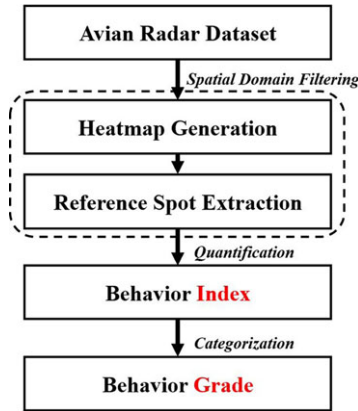 Avian Radar Dataset
Spatial Domain Filtering
Heatmap Generation
Reference Spot Extraction
Quantification
Behavior Index
Categorization
Behavior Grade